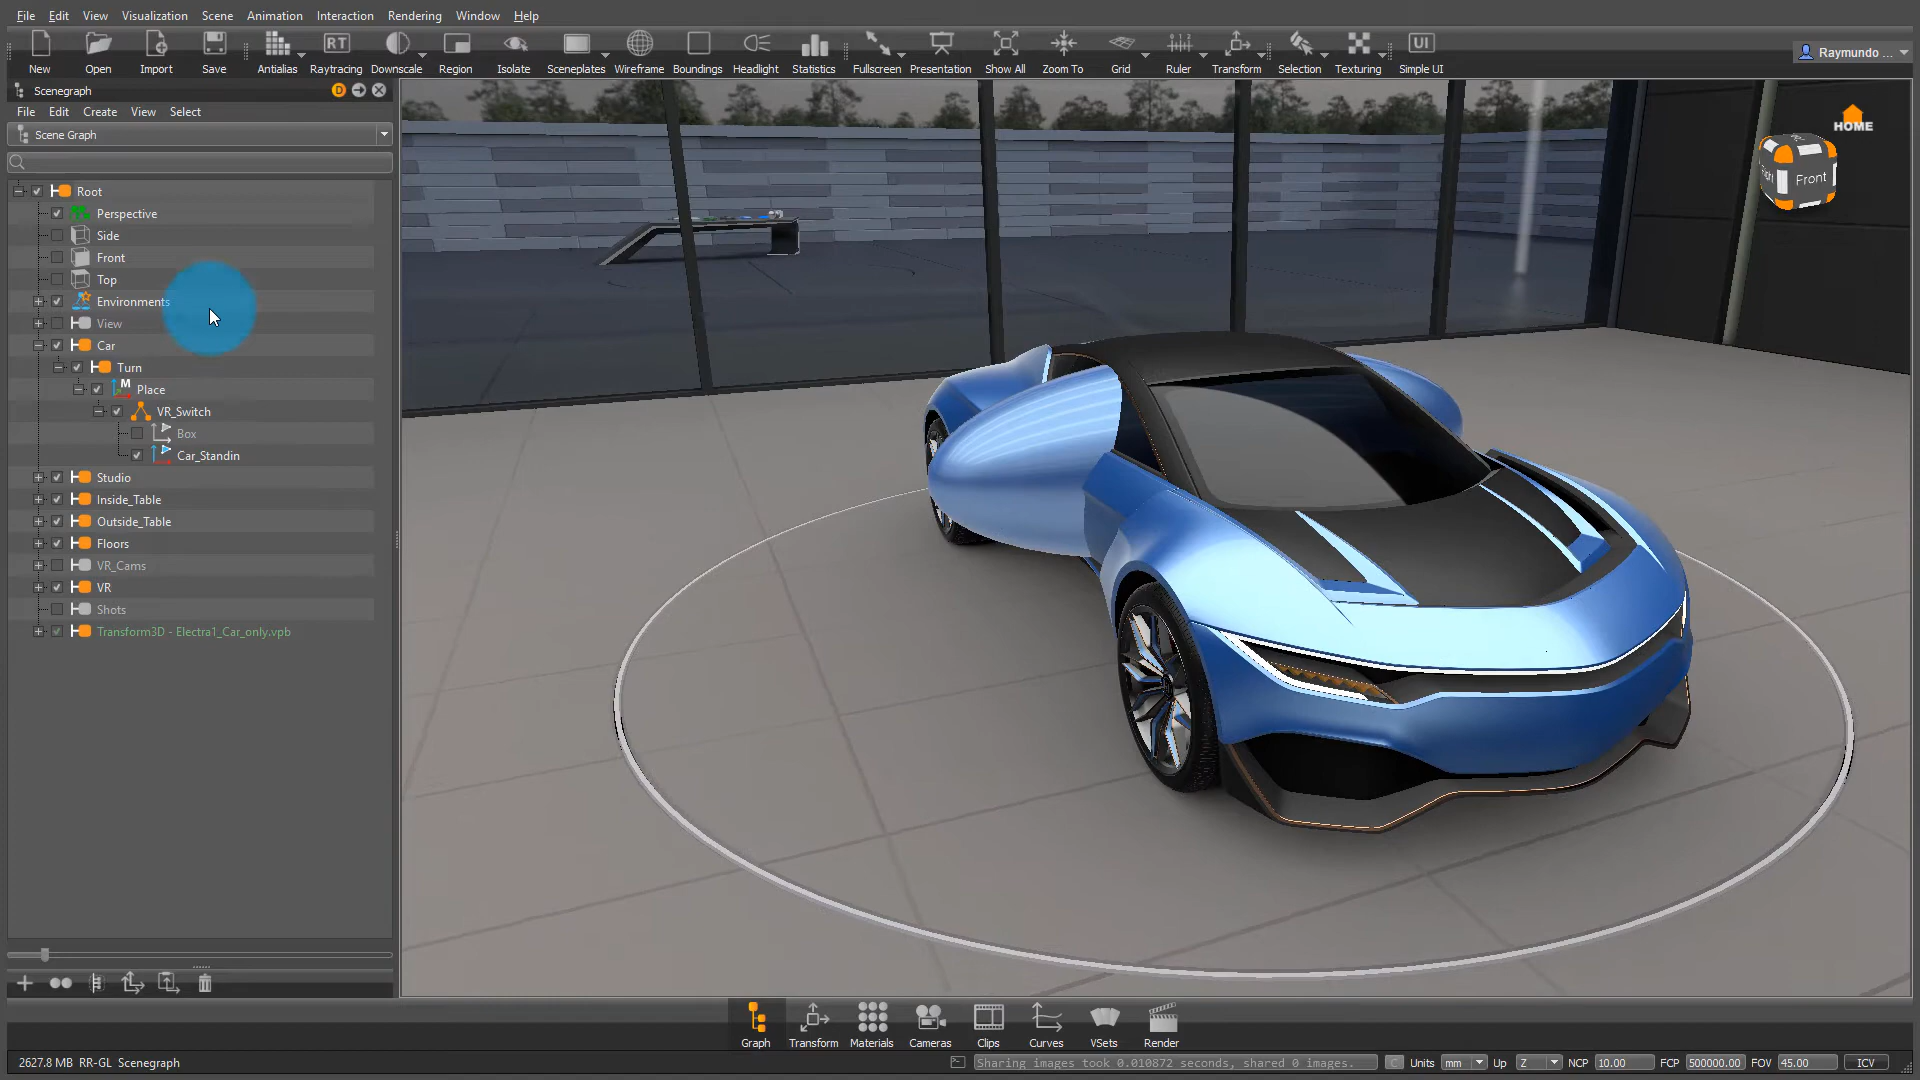 File Edit View Visualization Scene Animation Interaction Rendering Window Help
RT UI
New Open Import Save Antialias Raytracing Downscale Region Isolate Sceneplates Wireframe Boundings Headlight Statistics Fullscreen Presentation Show All Zoom To Grid Ruler Transform Selection Texturing Simple UI
Raymundo ...
Scenegraph D
File Edit Create View Select
Scene Graph
Root
Perspective
Side
Front
Top
Environments
View
Car
Turn
M Place
VR_Switch
Box
Car_Standin
Studio
Inside_Table
Outside_Table
Floors
VR_Cams
VR
Shots
Transform3D - Electra1_Car_only.vpb
HOME
Front
Graph Transform Materials Cameras Clips Curves VSets Render
2627.8 MB RR-GL Scenegraph
Sharing images took 0.010872 seconds, shared 0 images. C Units mm Up Z NCP 10.00 FCP 500000.00 FOV 45.00 ICV